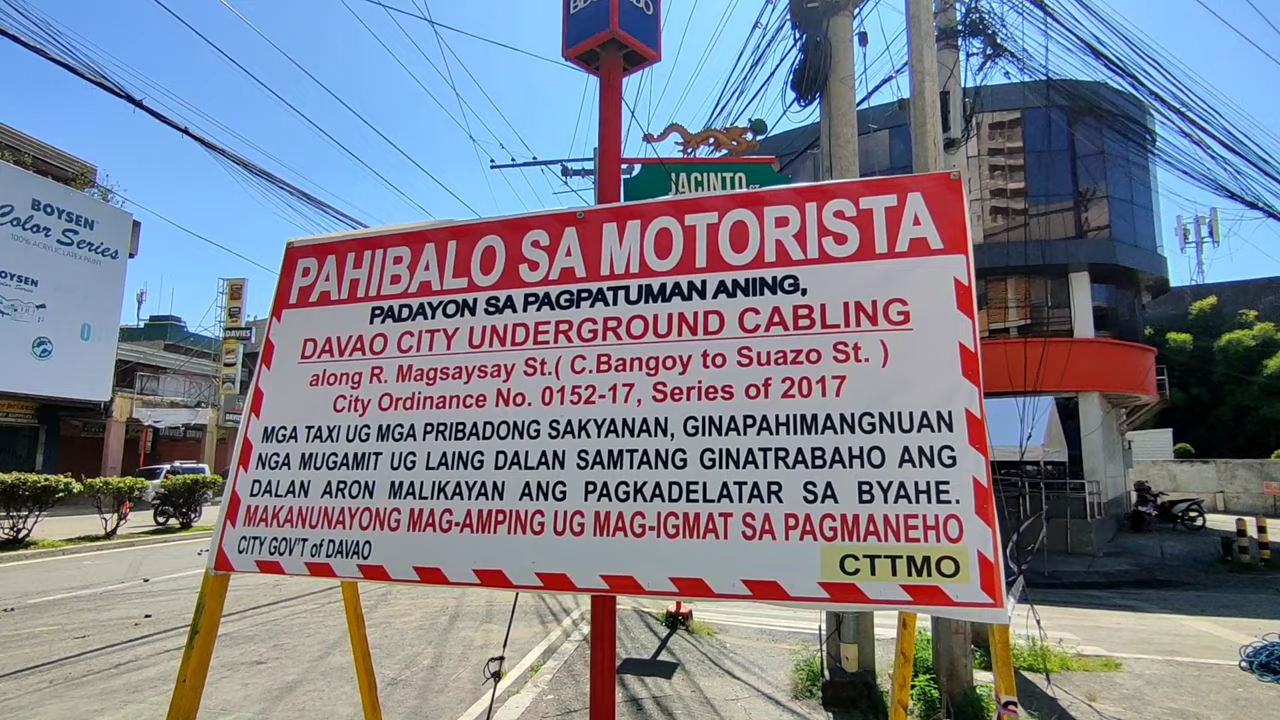 JACINTO ST.
BOYSEN
Color Series
100% ACRYLIC LATEX PAINT
BOYSEN
DAVIES
PAHIBALO SA MOTORISTA
PADAYON SA PAGPATUMAN ANING,
DAVAO CITY UNDERGROUND CABLING
along R. Magsaysay St.( C.Bangoy to Suazo St. )
City Ordinance No. 0152-17, Series of 2017
MGA TAXI UG MGA PRIBADONG SAKYANAN, GINAPAHIMANGNUAN
NGA MUGAMIT UG LAING DALAN SAMTANG GINATRABAHO ANG
DALAN ARON MALIKAYAN ANG PAGKADELATAR SA BYAHE.
MAKANUNAYONG MAG-AMPING UG MAG-IGMAT SA PAGMANEHO
CITY GOV'T of DAVAO
CTTMO